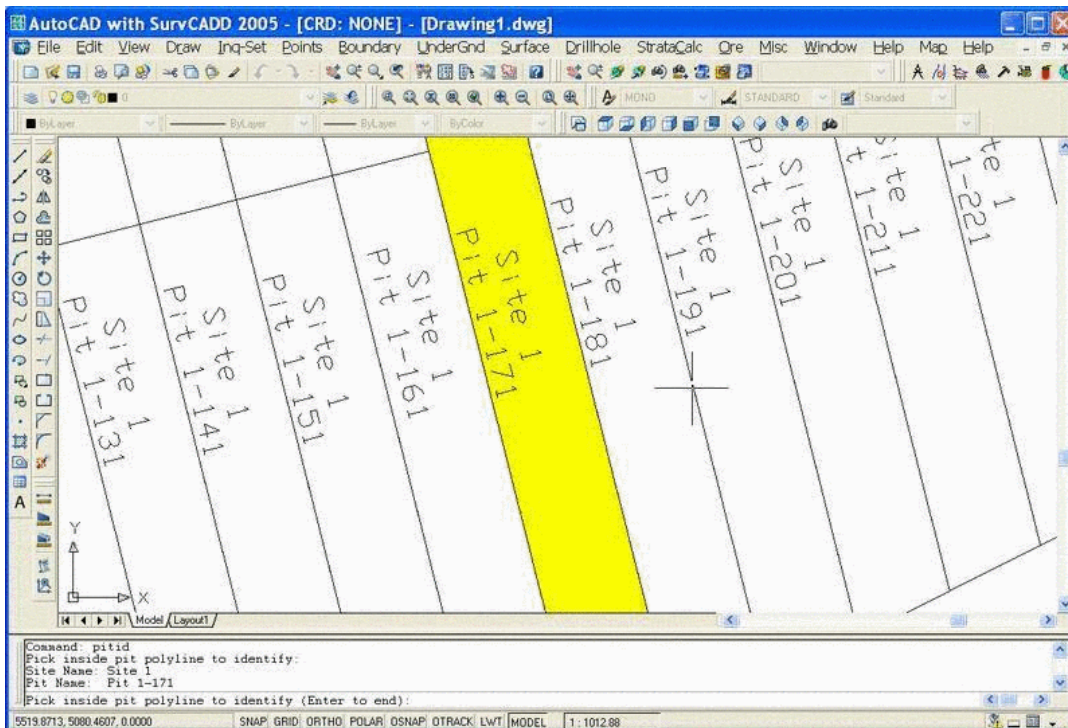 AutoCAD with SurvCADD 2005 - [CRD: NONE] - [Drawing1.dwg]
File Edit View Draw Inq-Set Points Boundary UnderGnd Surface Drillhole StrataCalc Ore Misc Window Help Map Help
0
MONO STANDARD Standard
ByLayer ByLayer ByLayer ByColor
Site 1
Pit 1-131
Site 1
Pit 1-141
Site 1
Pit 1-151
Site 1
Pit 1-161
Site 1
Pit 1-171
Site 1
Pit 1-181
Site 1
Pit 1-191
Site 1
Pit 1-201
Site 1
1-211
Site 1
1-221
A
Y
X
Model Layout1
Command: pitid
Pick inside pit polyline to identify:
Site Name: Site 1
Pit Name: Pit 1-171
Pick inside pit polyline to identify (Enter to end):
5519.8713, 5080.4607, 0.0000 SNAP GRID ORTHO POLAR OSNAP OTRACK LWT MODEL 1 : 1012.88